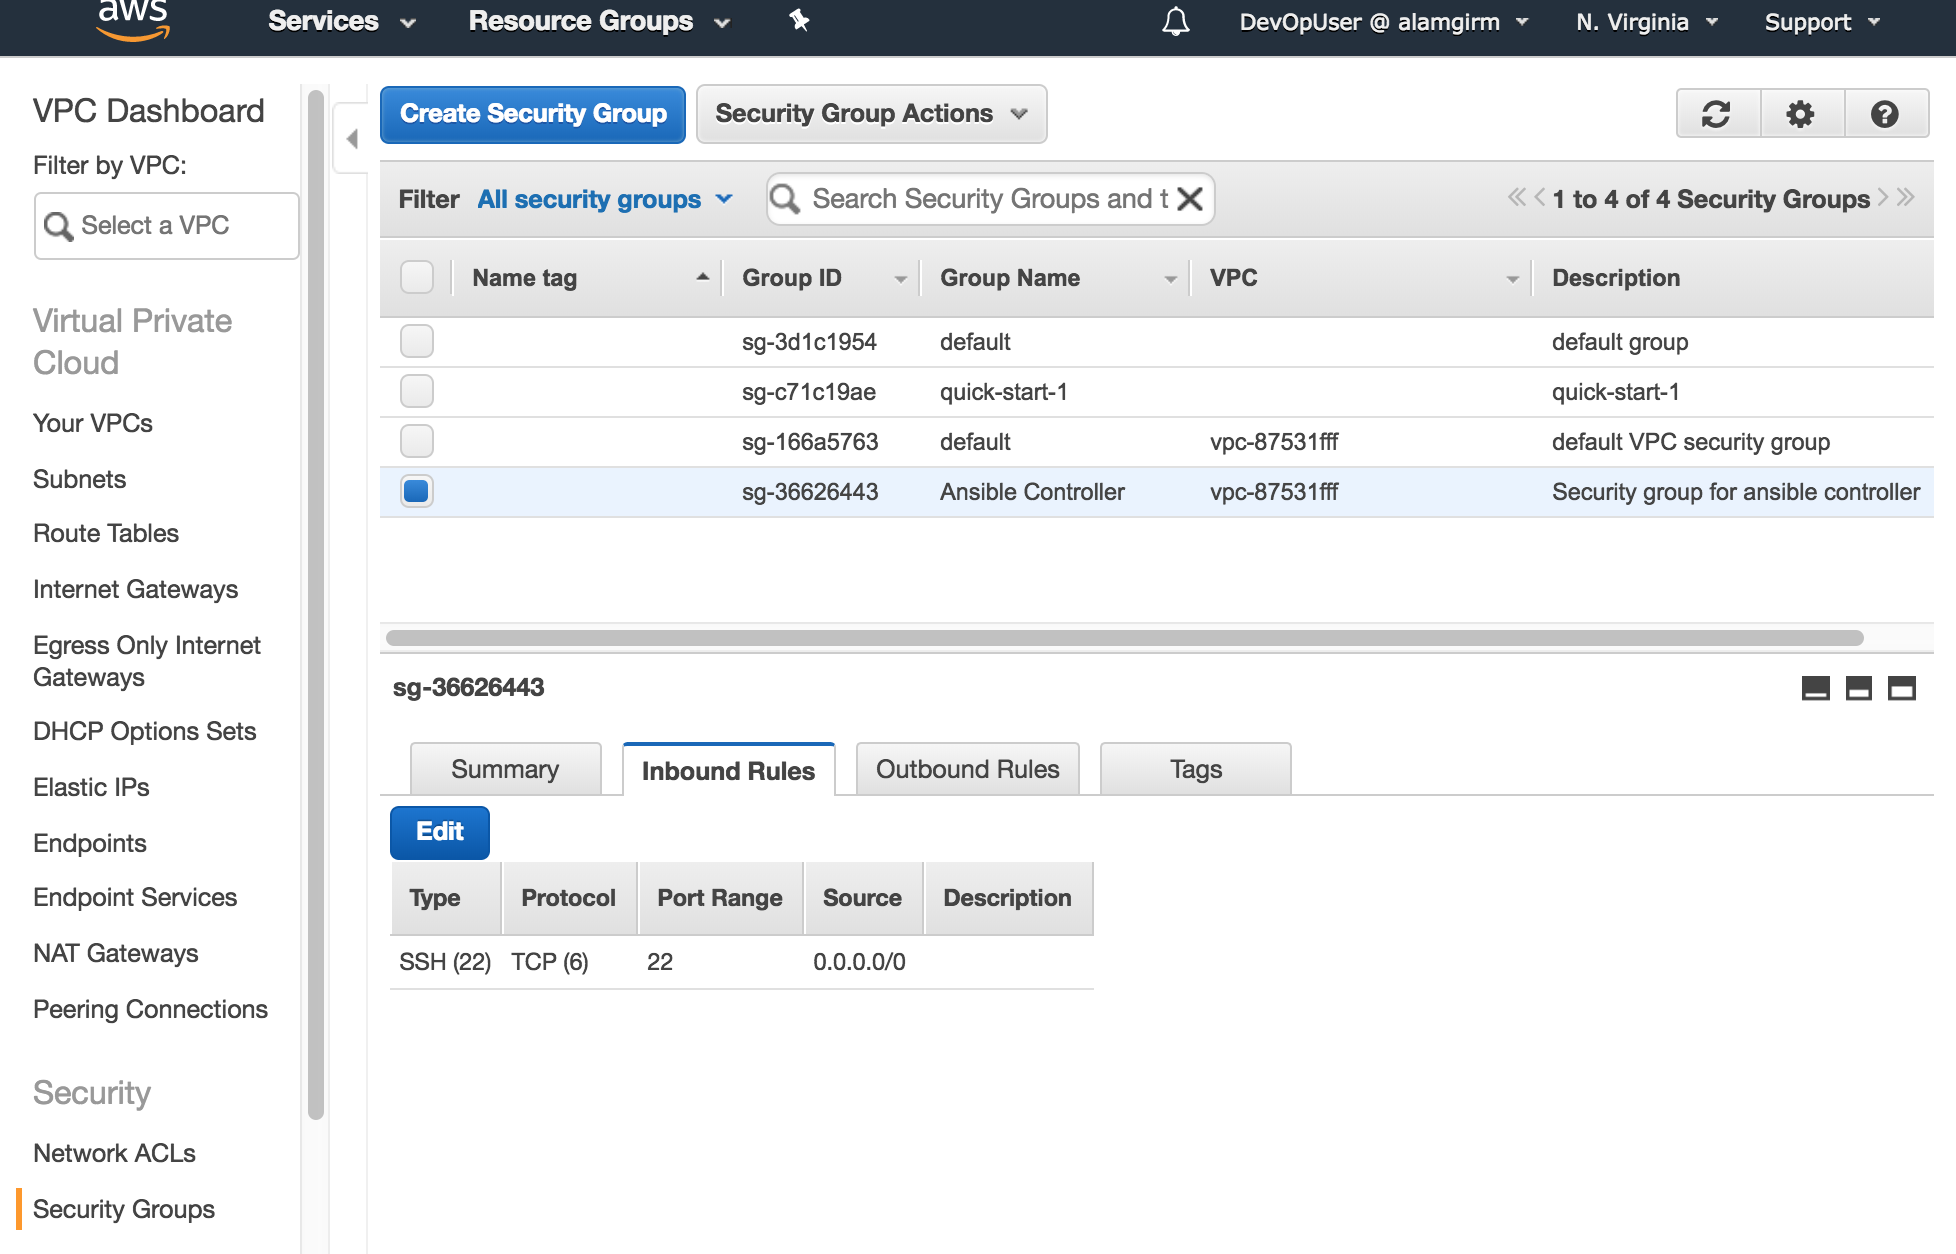 aws Services Resource Groups DevOpUser @ alamgirm N. Virginia Support
VPC Dashboard
Filter by VPC:
Select a VPC
Virtual Private
Cloud
Your VPCs
Subnets
Route Tables
Internet Gateways
Egress Only Internet
Gateways
DHCP Options Sets
Elastic IPs
Endpoints
Endpoint Services
NAT Gateways
Peering Connections
Security
Network ACLs
Security Groups
Create Security Group Security Group Actions
Filter All security groups Search Security Groups and t 1 to 4 of 4 Security Groups
Name tag Group ID Group Name VPC Description
sg-3d1c1954 default default group
sg-c71c19ae quick-start-1 quick-start-1
sg-166a5763 default vpc-87531fff default VPC security group
sg-36626443 Ansible Controller vpc-87531fff Security group for ansible controller
sg-36626443
Summary Inbound Rules Outbound Rules Tags
Edit
Type Protocol Port Range Source Description
SSH (22) TCP (6) 22 0.0.0.0/0